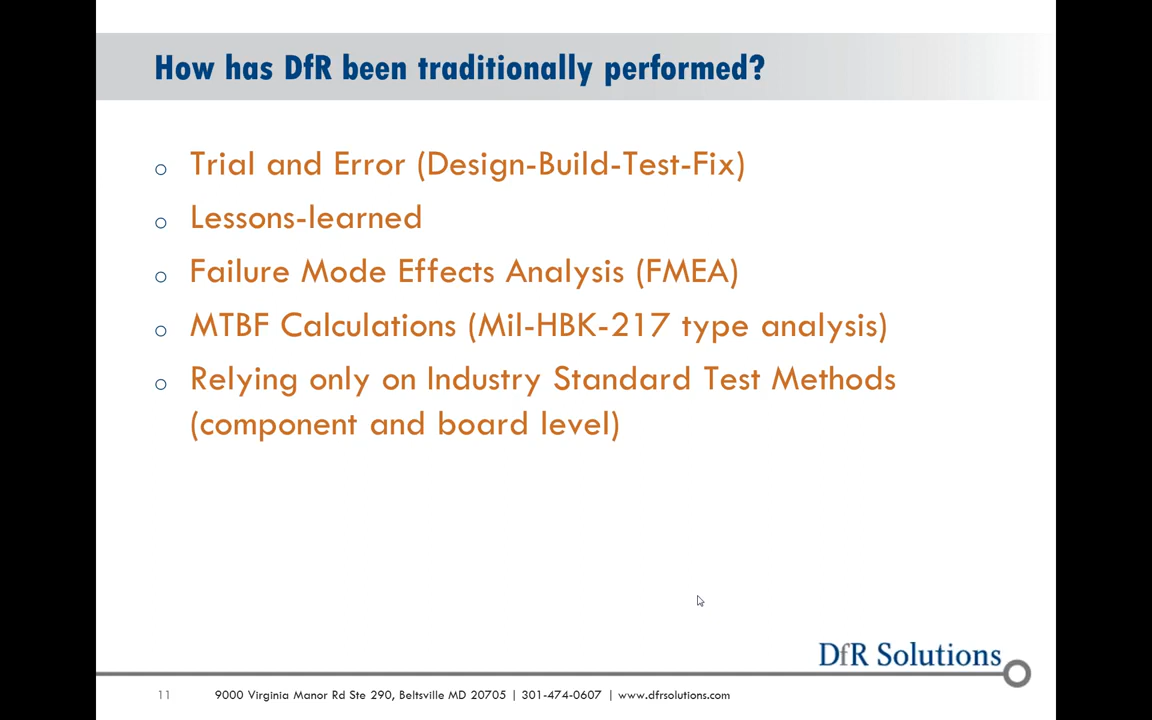 How has DfR been traditionally performed?
o Trial and Error (Design-Build-Test-Fix)
o Lessons-learned
o Failure Mode Effects Analysis (FMEA)
o MTBF Calculations (Mil-HBK-217 type analysis)
o Relying only on Industry Standard Test Methods
(component and board level)
DfR Solutions
11 9000 Virginia Manor Rd Ste 290, Beltsville MD 20705 | 301-474-0607 | www.dfrsolutions.com